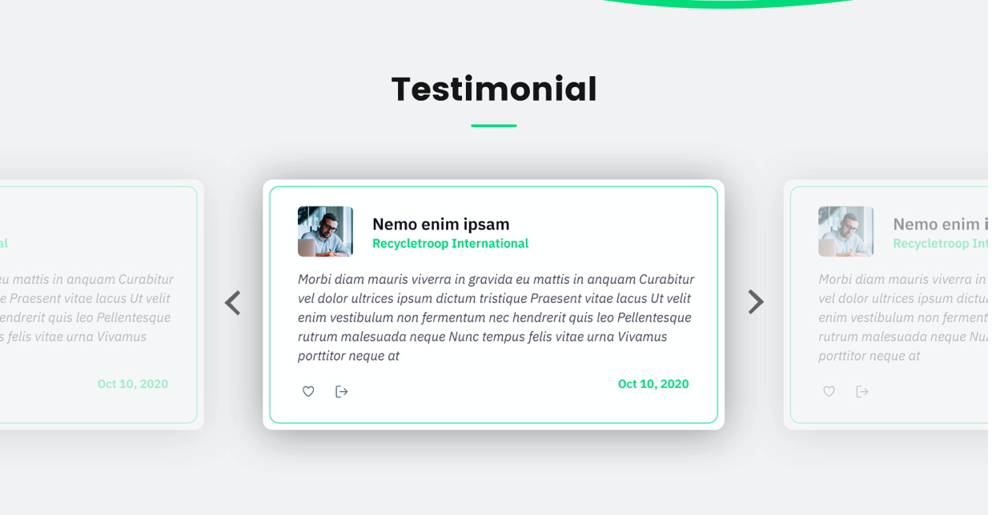 Testimonial
al
eu mattis in anquam Curabitur
e Praesent vitae lacus Ut velit
endrerit quis leo Pellentesque
s felis vitae urna Vivamus
Oct 10, 2020
Nemo enim ipsam
Recycletroop International
Morbi diam mauris viverra in gravida eu mattis in anquam Curabitur
vel dolor ultrices ipsum dictum tristique Praesent vitae lacus Ut velit
enim vestibulum non fermentum nec hendrerit quis leo Pellentesque
rutrum malesuada neque Nunc tempus felis vitae urna Vivamus
porttitor neque at
Oct 10, 2020
Nemo enim i
Recycletroop Int
Morbi diam mauris viverra in
vel dolor ultrices ipsum dictu
enim vestibulum non ferment
rutrum malesuada neque Nu
porttitor neque at